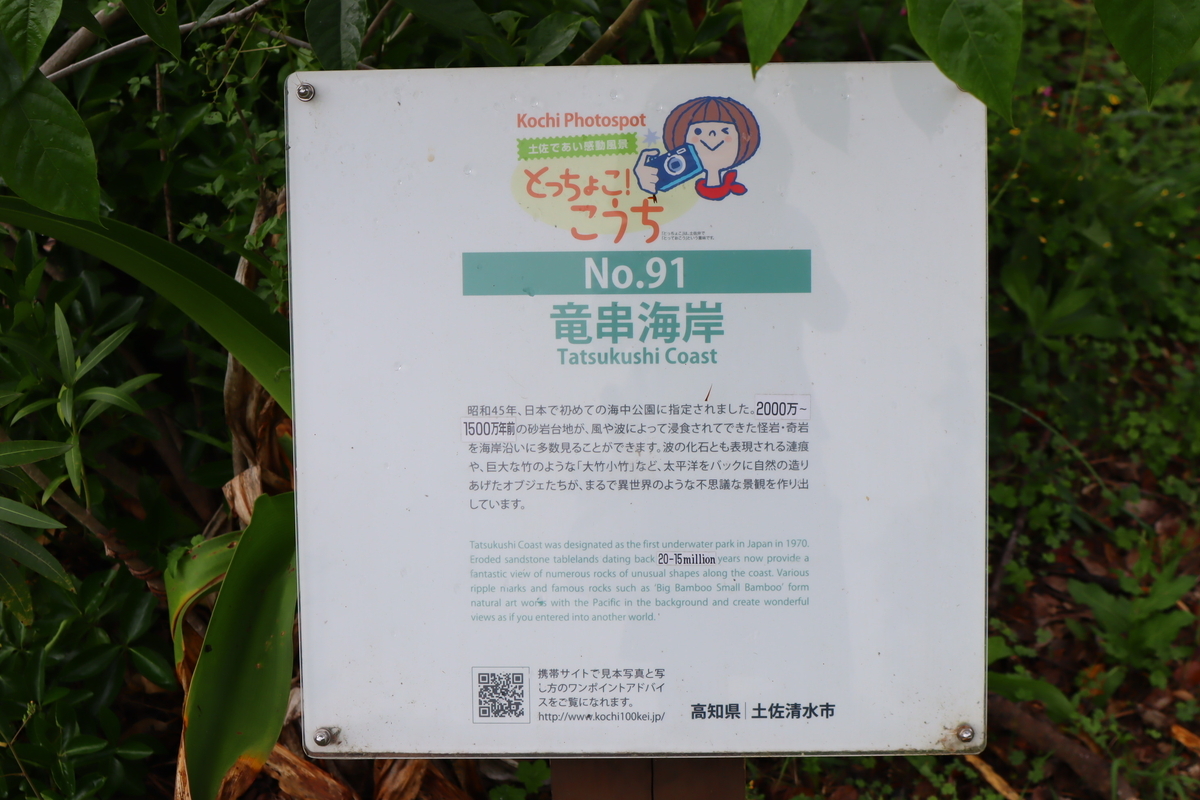 Kochi Photospot
土佐であい感動風景
とっちょこ!
こうち
No.91
竜串海岸
Tatsukushi Coast
昭和45年、日本で初めての海中公園に指定されました。2000万~
1500万年前の砂岩台地が、風や波によって浸食されてできた怪岩・奇岩
を海岸沿いに多数見ることができます。波の化石とも表現される漣痕
や、巨大な竹のような「大竹小竹」など、太平洋をバックに自然の造り
あげたオブジェたちが、まるで異世界のような不思議な景観を作り出
しています。
Tatsukushi Coast was designated as the first underwater park in Japan in 1970.
Eroded sandstone tablelands dating back 20-15million years now provide a
fantastic view of numerous rocks of unusual shapes along the coast. Various
ripple marks and famous rocks such as 'Big Bamboo Small Bamboo' form
natural art works with the Pacific in the background and create wonderful
views as if you entered into another world.'
携帯サイトで見本写真と写
し方のワンポイントアドバイ
スをご覧になれます。
http://www.kochi100kei.jp/
高知県 | 土佐清水市